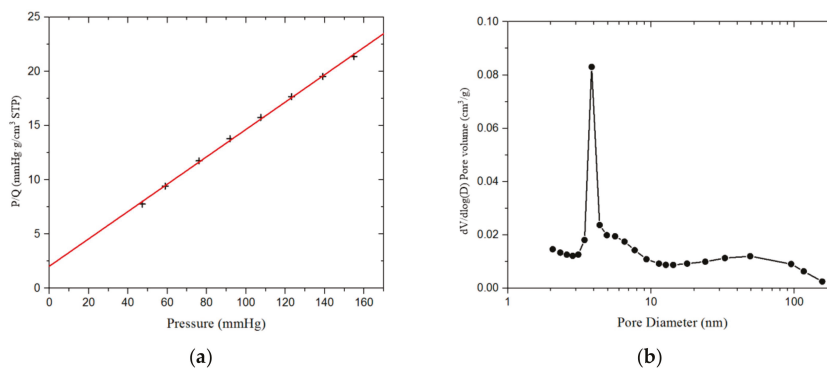 25
20
15
10
5
0
P/Q (mmHg·g/cm³ STP)
0 20 40 60 80 100 120 140 160
Pressure (mmHg)
(a)
0.10
0.08
0.06
0.04
0.02
0.00
dV/dlog(D) Pore volume (cm³/g)
1 10 100
Pore Diameter (nm)
(b)